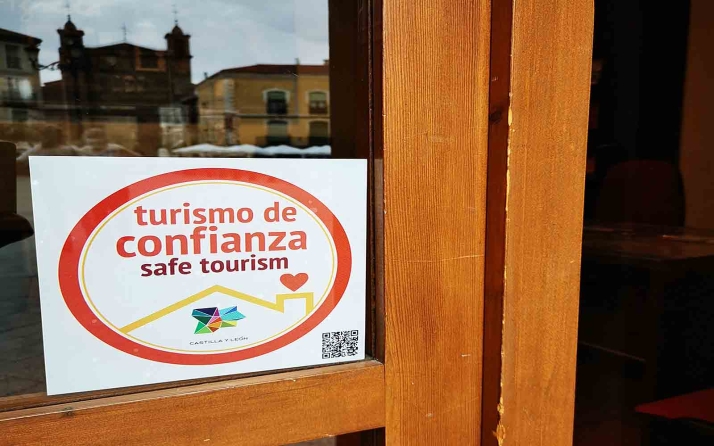 turismo de
confianza
safe tourism
CASTILLA Y LEÓN